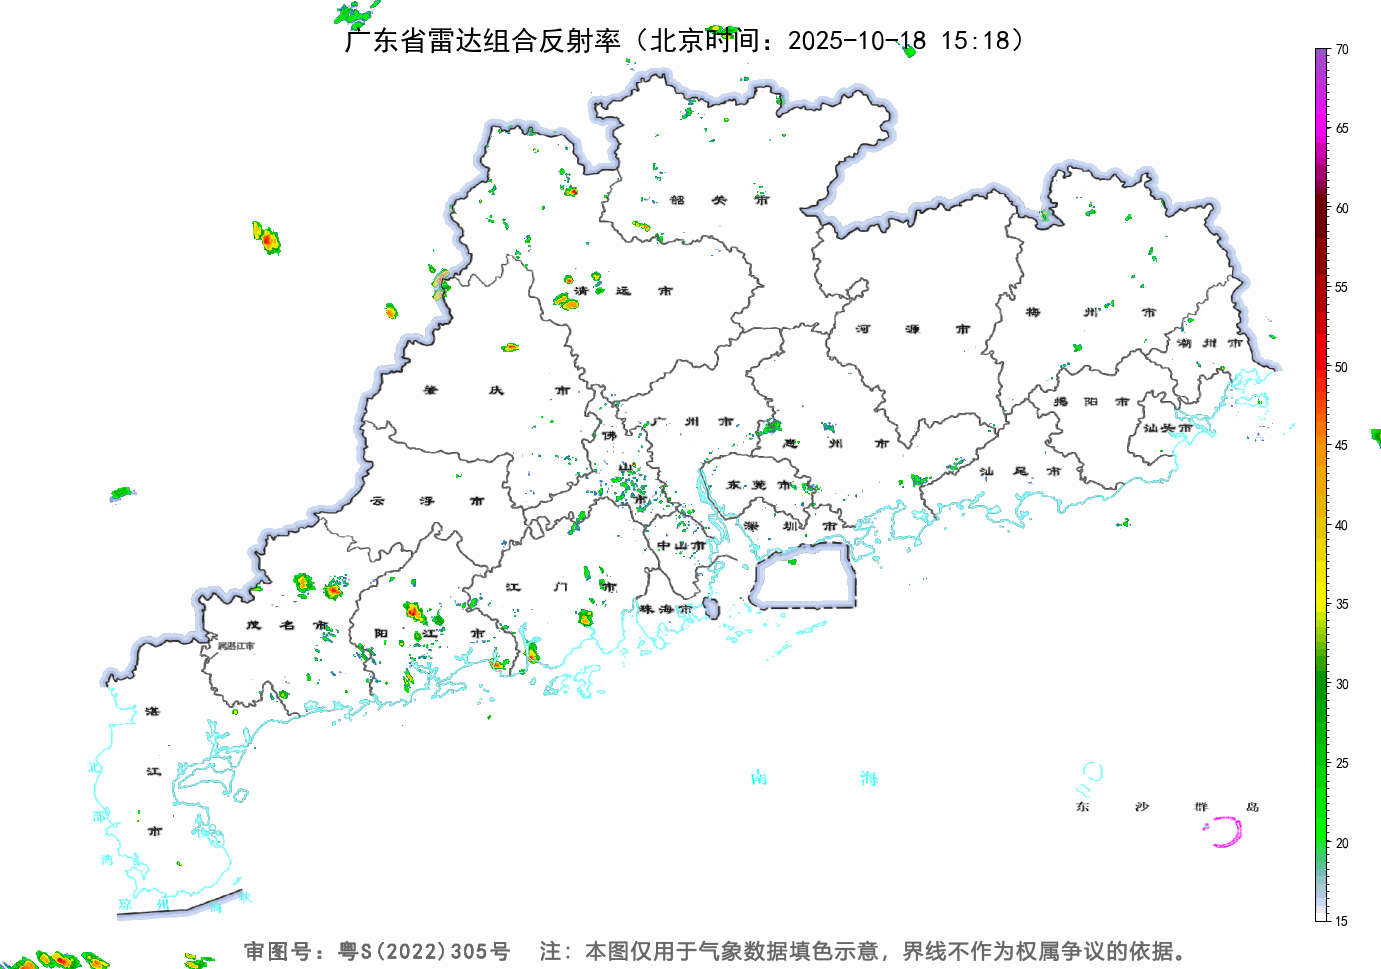 广东省雷达组合反射率（北京时间：2025-10-18 15:18）
70
65
60
55
50
45
40
35
30
25
20
15
韶 关 市
清 远 市
河 源 市
梅 州 市
潮 州 市
肇 庆 市
揭 阳 市
广 州 市
汕头市
佛 山 市
惠 州 市
汕 尾 市
云 浮 市
东 莞 市
深 圳 市
中山市
江 门 市
珠海市
茂 名 市
阳 江 市
属湛江市
湛 江 市
北 部 湾
南 海
东 沙 群 岛
琼 州 海 峡
审图号：粤S(2022)305号 注：本图仅用于气象数据填色示意，界线不作为权属争议的依据。